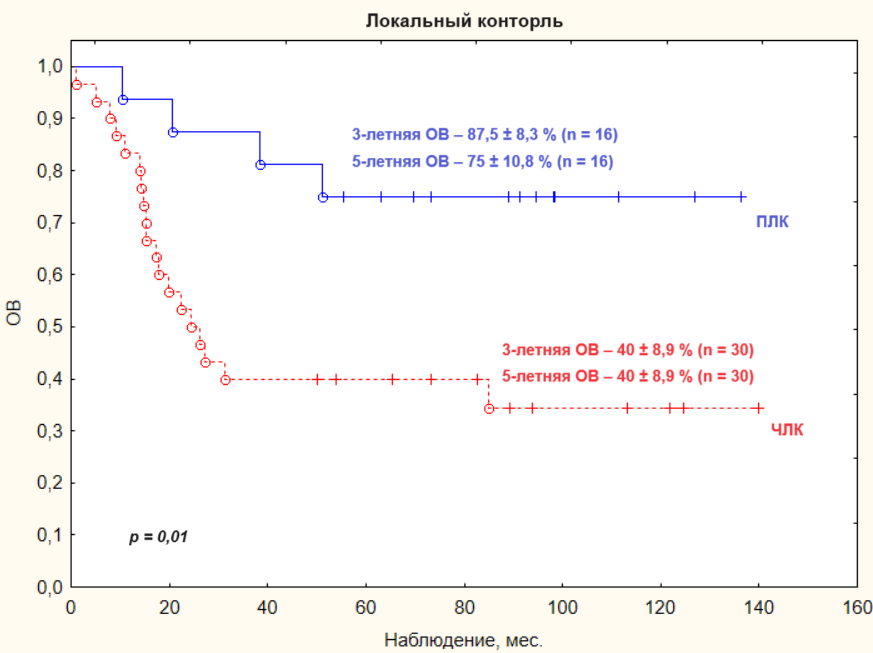 Локальный конторль
1,0
0,9
0,8
0,7
0,6
0,5
0,4
0,3
0,2
0,1
0,0
ОВ
3-летняя ОВ – 87,5 ± 8,3 % (n = 16)
5-летняя ОВ – 75 ± 10,8 % (n = 16)
ПЛК
3-летняя ОВ – 40 ± 8,9 % (n = 30)
5-летняя ОВ – 40 ± 8,9 % (n = 30)
ЧЛК
p = 0,01
0 20 40 60 80 100 120 140 160
Наблюдение, мес.